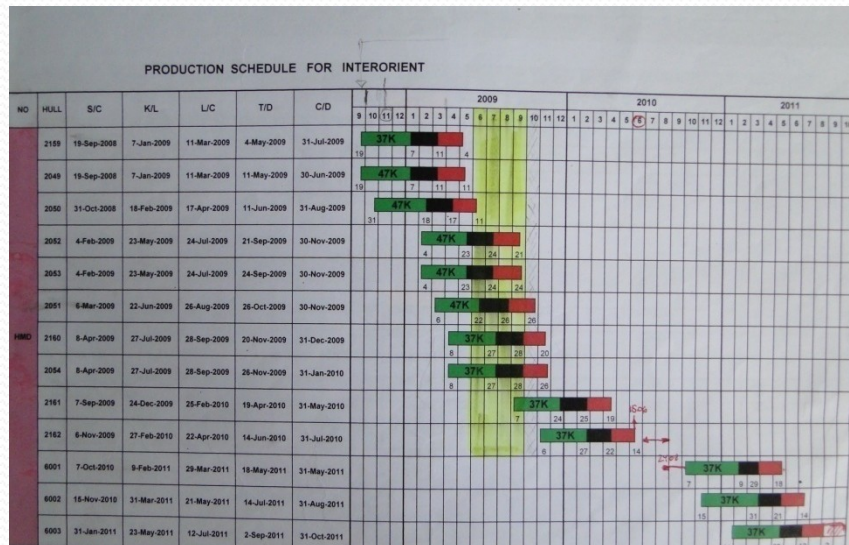 PRODUCTION SCHEDULE FOR INTERORIENT
2009 2010 2011
NO HULL S/C K/L L/C T/D C/D 9 10 11 12 1 2 3 4 5 6 7 8 9 10 11 12 1 2 3 4 5 6 7 8 9 10 11 12 1 2 3 4 5 6 7 8 9
2159 19-Sep-2008 7-Jan-2009 11-Mar-2009 4-May-2009 31-Jul-2009 37K
19 7 11 4
2049 19-Sep-2008 7-Jan-2009 11-Mar-2009 11-May-2009 30-Jun-2009 47K
19 7 11 11
2050 31-Oct-2008 18-Feb-2009 17-Apr-2009 11-Jun-2009 31-Aug-2009 47K
31 18 17 11
2052 4-Feb-2009 23-May-2009 24-Jul-2009 21-Sep-2009 30-Nov-2009 47K
4 23 24 21
2053 4-Feb-2009 23-May-2009 24-Jul-2009 24-Sep-2009 30-Nov-2009 47K
4 23 24 24
2051 6-Mar-2009 22-Jun-2009 26-Aug-2009 26-Oct-2009 30-Nov-2009 47K
6 22 26 26
HMD 2160 8-Apr-2009 27-Jul-2009 28-Sep-2009 20-Nov-2009 31-Dec-2009 37K
8 27 28 20
2054 8-Apr-2009 27-Jul-2009 28-Sep-2009 26-Nov-2009 31-Jan-2010 37K
8 27 28 26
2161 7-Sep-2009 24-Dec-2009 25-Feb-2010 19-Apr-2010 31-May-2010 37K
7 24 25 19
2162 6-Nov-2009 27-Feb-2010 22-Apr-2010 14-Jun-2010 31-Jul-2010 37K
6 27 22 14
6001 7-Oct-2010 9-Feb-2011 29-Mar-2011 18-May-2011 31-May-2011 37K
7 9 29 18
6002 15-Nov-2010 31-Mar-2011 21-May-2011 14-Jul-2011 31-Aug-2011 37K
15 31 21 14
6003 31-Jan-2011 23-May-2011 12-Jul-2011 2-Sep-2011 31-Oct-2011 37K